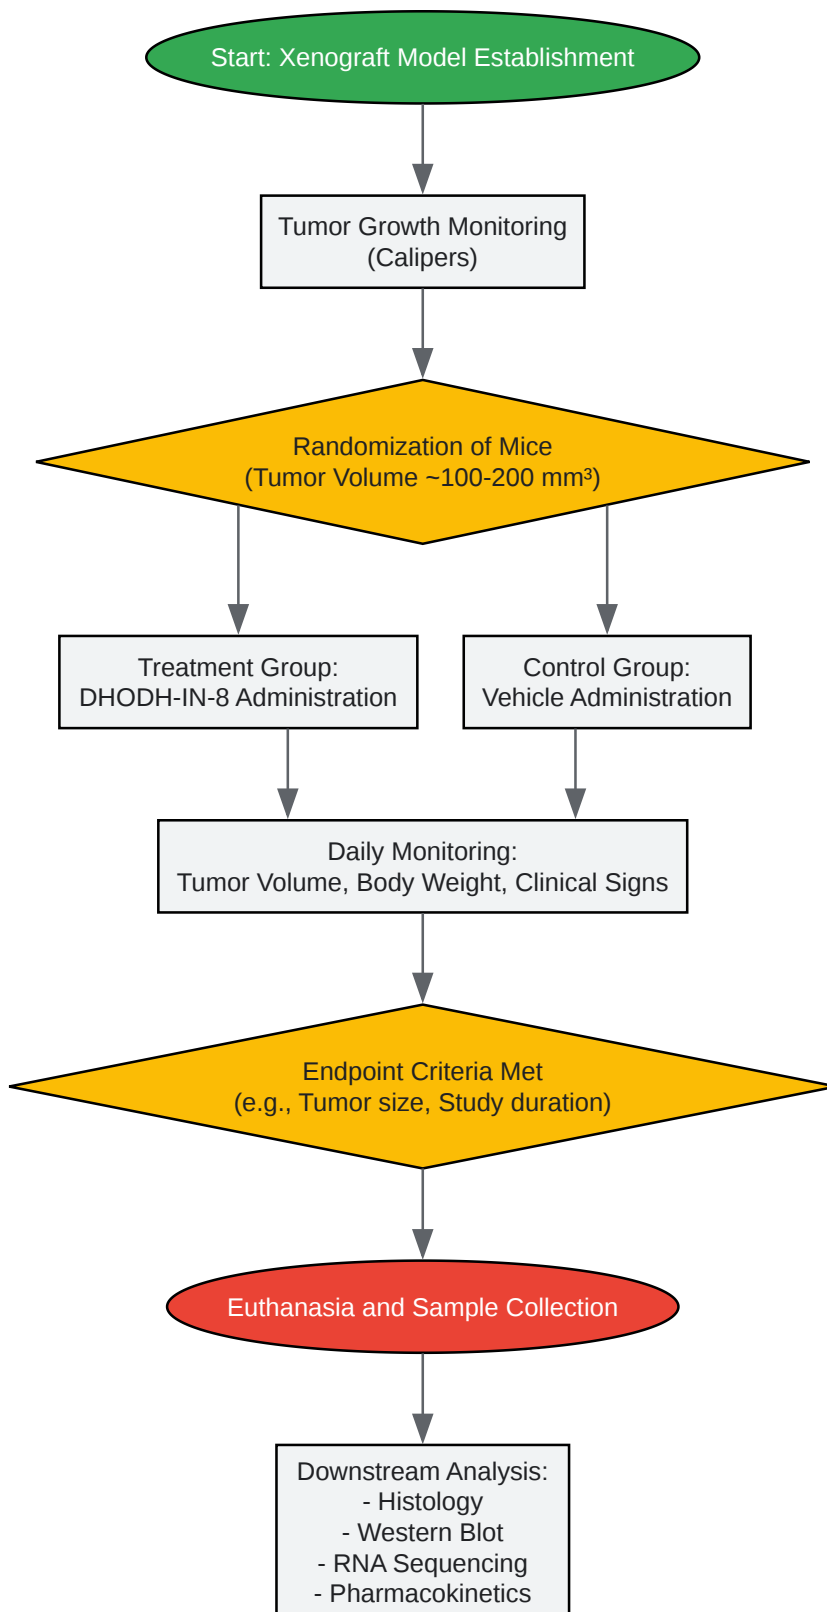 Start: Xenograft Model Establishment
Tumor Growth Monitoring
(Calipers)
Randomization of Mice
(Tumor Volume ~100-200 mm³)
Treatment Group:
DHODH-IN-8 Administration
Control Group:
Vehicle Administration
Daily Monitoring:
Tumor Volume, Body Weight, Clinical Signs
Endpoint Criteria Met
(e.g., Tumor size, Study duration)
Euthanasia and Sample Collection
Downstream Analysis:
- Histology
- Western Blot
- RNA Sequencing
- Pharmacokinetics